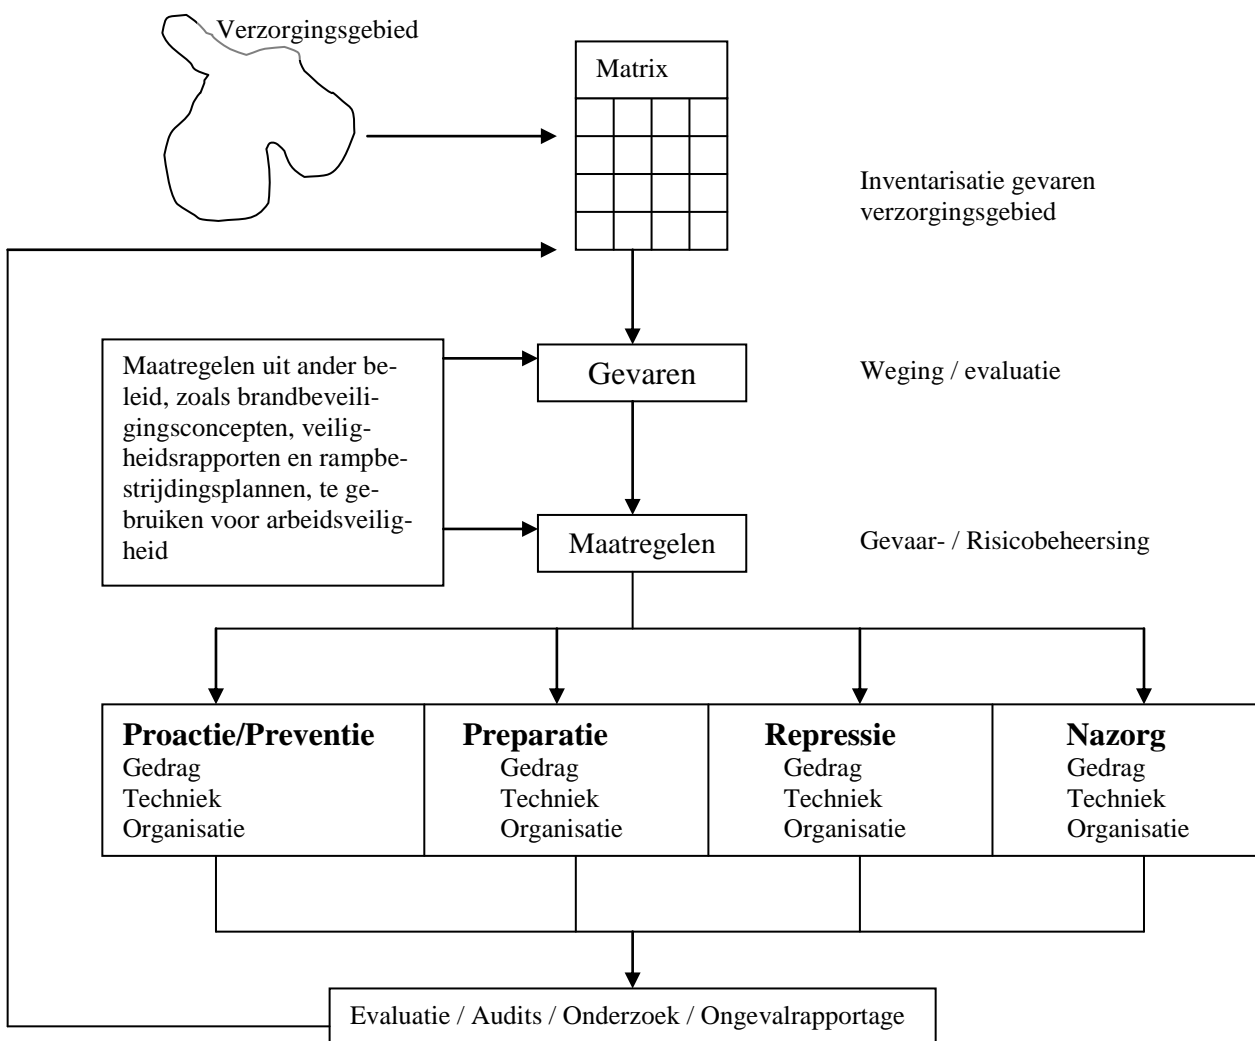 Verzorgingsgebied
Matrix
Inventarisatie gevaren
verzorgingsgebied
Maatregelen uit ander be-
leid, zoals brandbeveili-
gingsconcepten, veilig-
heidsrapporten en rampbe-
strijdingsplannen, te ge-
bruiken voor arbeidsveilig-
heid
Gevaren
Weging / evaluatie
Maatregelen
Gevaar- / Risicobeheersing
Proactie/Preventie
Gedrag
Techniek
Organisatie
Preparatie
Gedrag
Techniek
Organisatie
Repressie
Gedrag
Techniek
Organisatie
Nazorg
Gedrag
Techniek
Organisatie
Evaluatie / Audits / Onderzoek / Ongevalrapportage